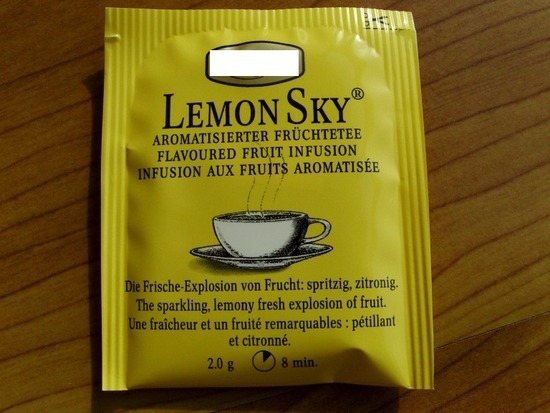 LEMON SKY®
AROMATISIERTER FRÜCHTETEE
FLAVOURED FRUIT INFUSION
INFUSION AUX FRUITS AROMATISÉE
Die Frische-Explosion von Frucht: spritzig, zitronig.
The sparkling, lemony fresh explosion of fruit.
Une fraîcheur et un fruité remarquables : pétillant
et citronné.
2.0 g 8 min.